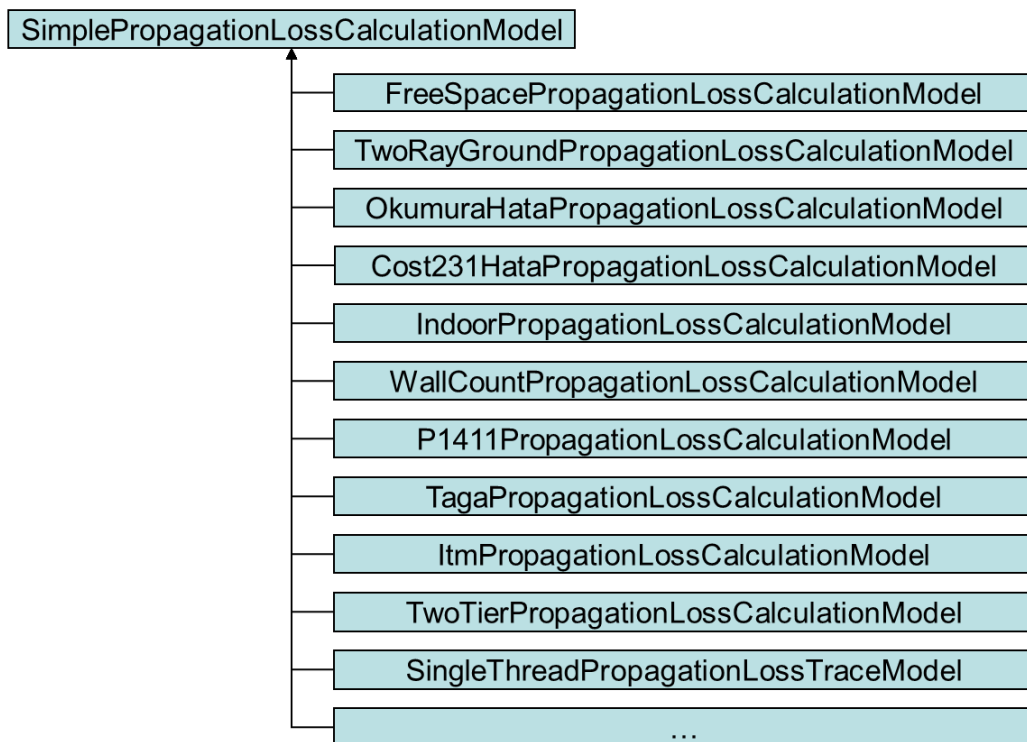 SimplePropagationLossCalculationModel
FreeSpacePropagationLossCalculationModel
TwoRayGroundPropagationLossCalculationModel
OkumuraHataPropagationLossCalculationModel
Cost231HataPropagationLossCalculationModel
IndoorPropagationLossCalculationModel
WallCountPropagationLossCalculationModel
P1411PropagationLossCalculationModel
TagaPropagationLossCalculationModel
ItmPropagationLossCalculationModel
TwoTierPropagationLossCalculationModel
SingleThreadPropagationLossTraceModel
...